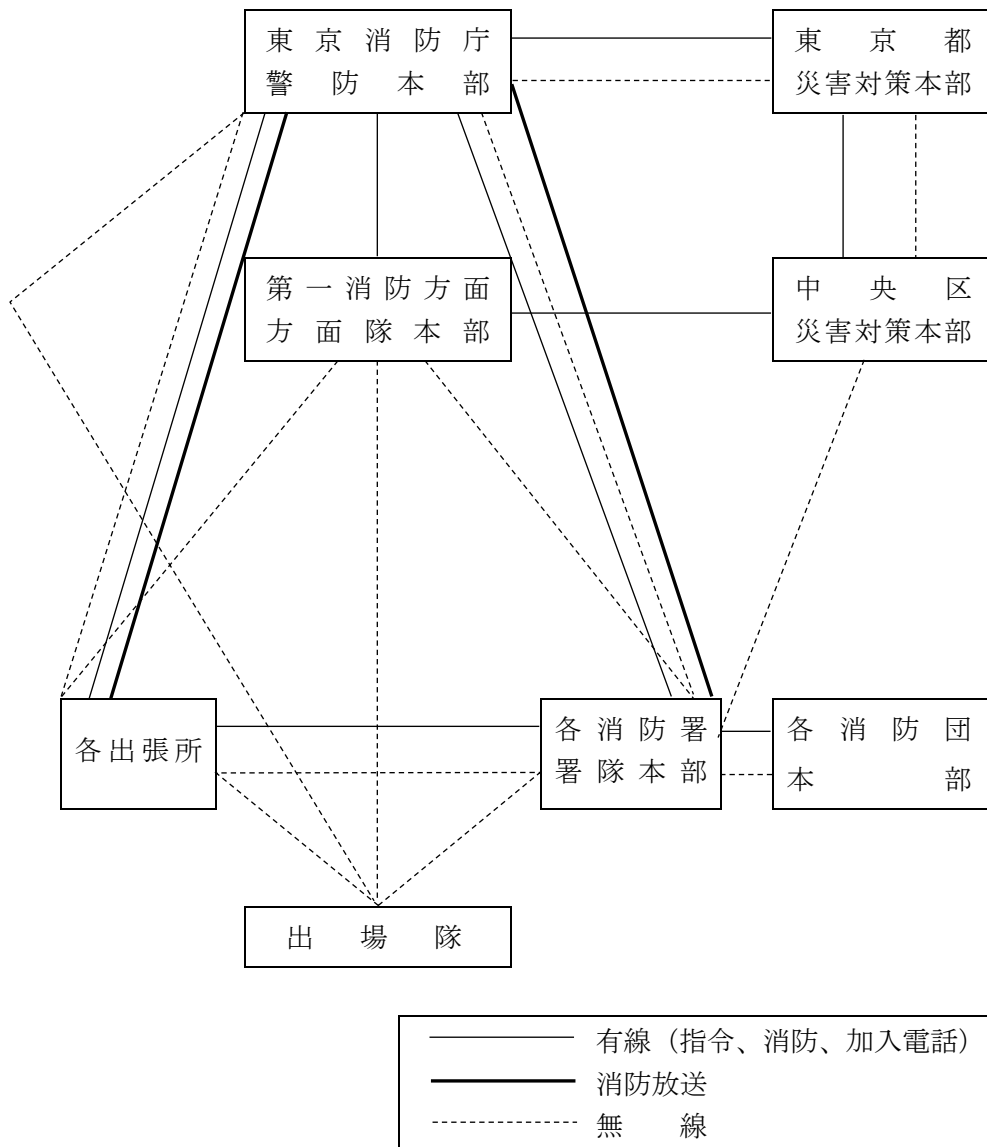 東京消防庁
警防本部
東京都
災害対策本部
第一消防方面
方面隊本部
中央区
災害対策本部
各出張所
各消防署
署隊本部
各消防団
本部
出場隊
有線（指令、消防、加入電話）
消防放送
無線